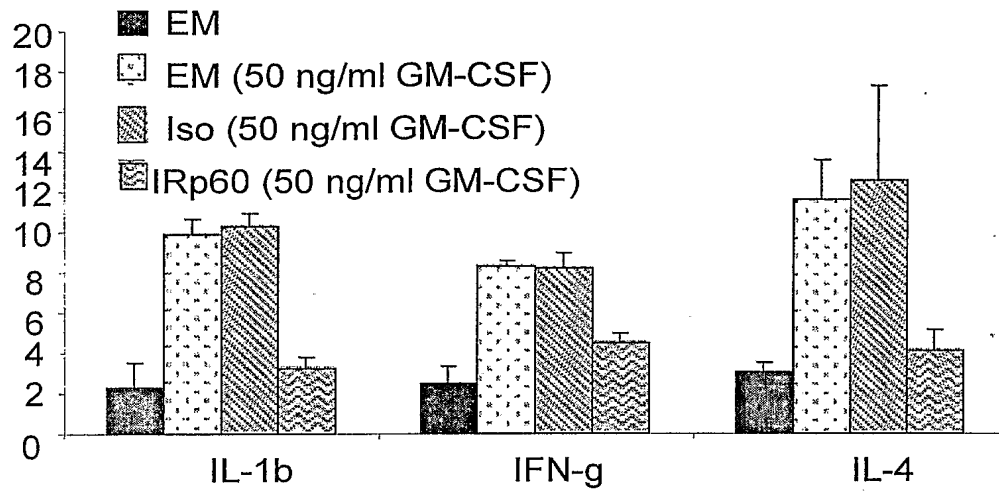 20
18
16
14
12
10
8
6
4
2
0
EM
EM (50 ng/ml GM-CSF)
Iso (50 ng/ml GM-CSF)
IRp60 (50 ng/ml GM-CSF)
IL-1b
IFN-g
IL-4